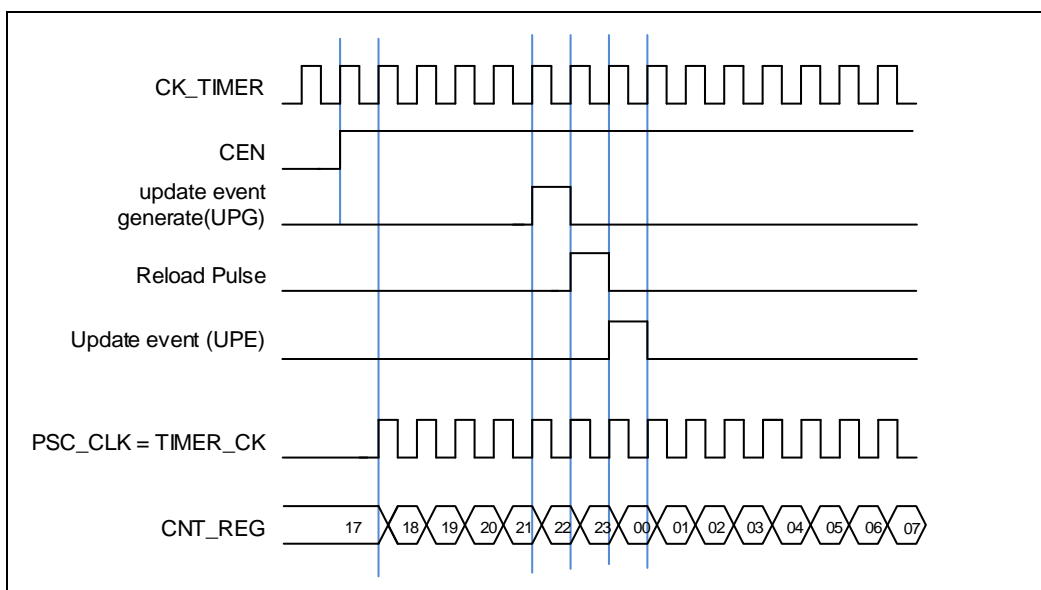 CK_TIMER
CEN
update event
generate(UPG)
Reload Pulse
Update event (UPE)
PSC_CLK = TIMER_CK
CNT_REG 17 18 19 20 21 22 23 00 01 02 03 04 05 06 07